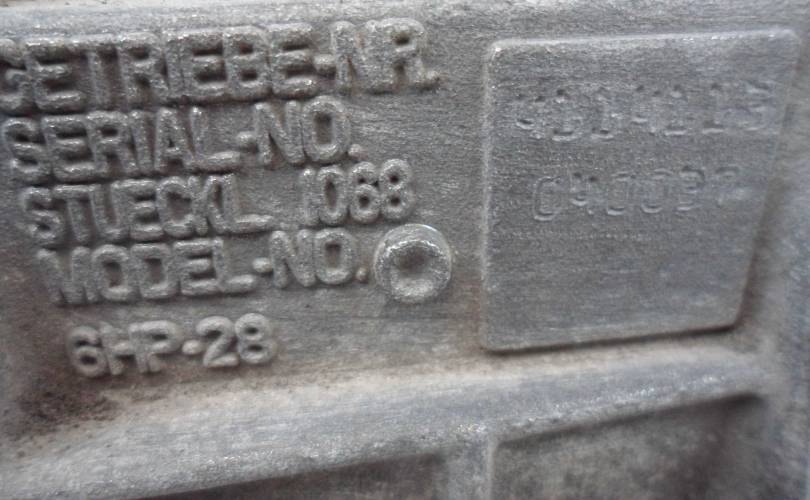 GETRIEBE-NR.
SERIAL-NO.
STUECKL. 1068
MODEL-NO.
6HP-28